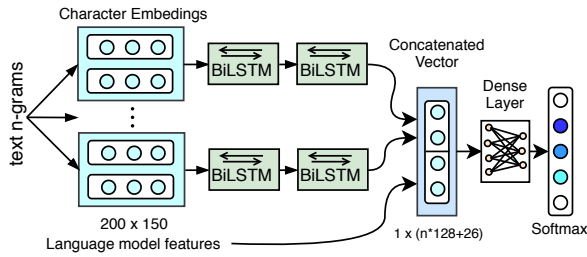 Character Embedings
text n-grams
BiLSTM
BiLSTM
BiLSTM
BiLSTM
200 x 150
Language model features
Concatenated
Vector
1 x (n*128+26)
Dense
Layer
Softmax